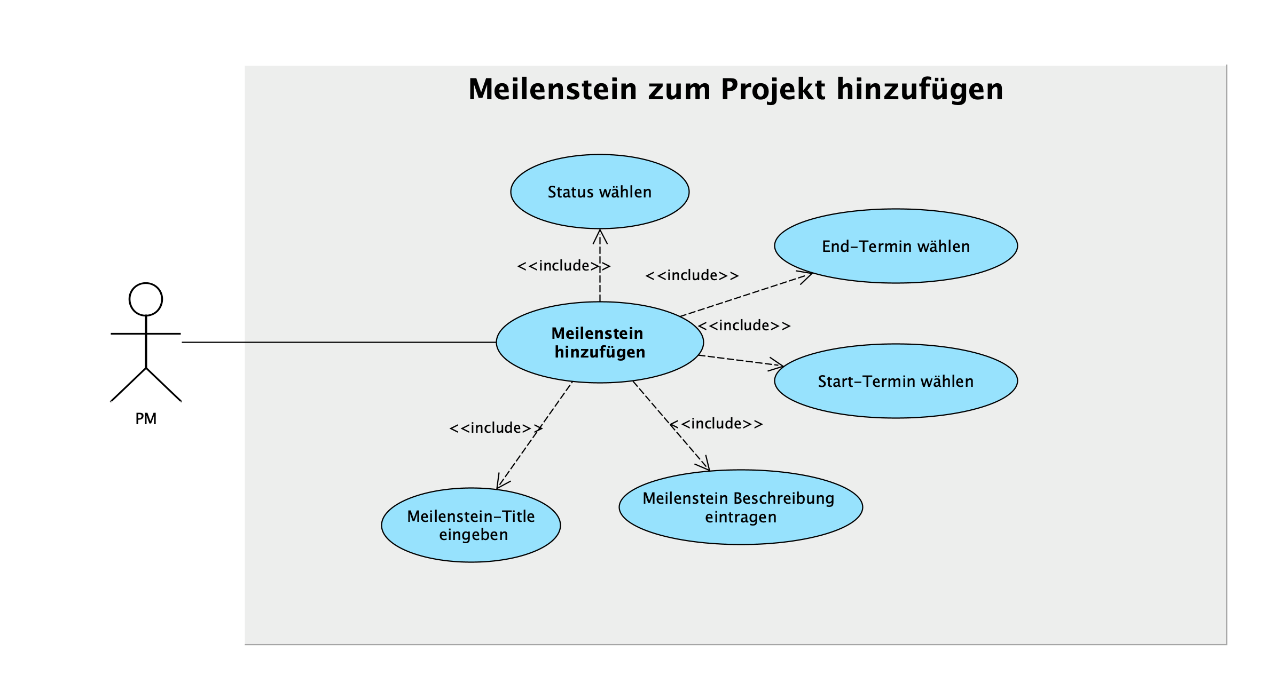 Meilenstein zum Projekt hinzufügen
Status wählen
End-Termin wählen
<<include>>
<<include>>
<<include>>
Meilenstein
hinzufügen
Start-Termin wählen
PM
<<include>>
<<include>>
Meilenstein-Title
eingeben
Meilenstein Beschreibung
eintragen